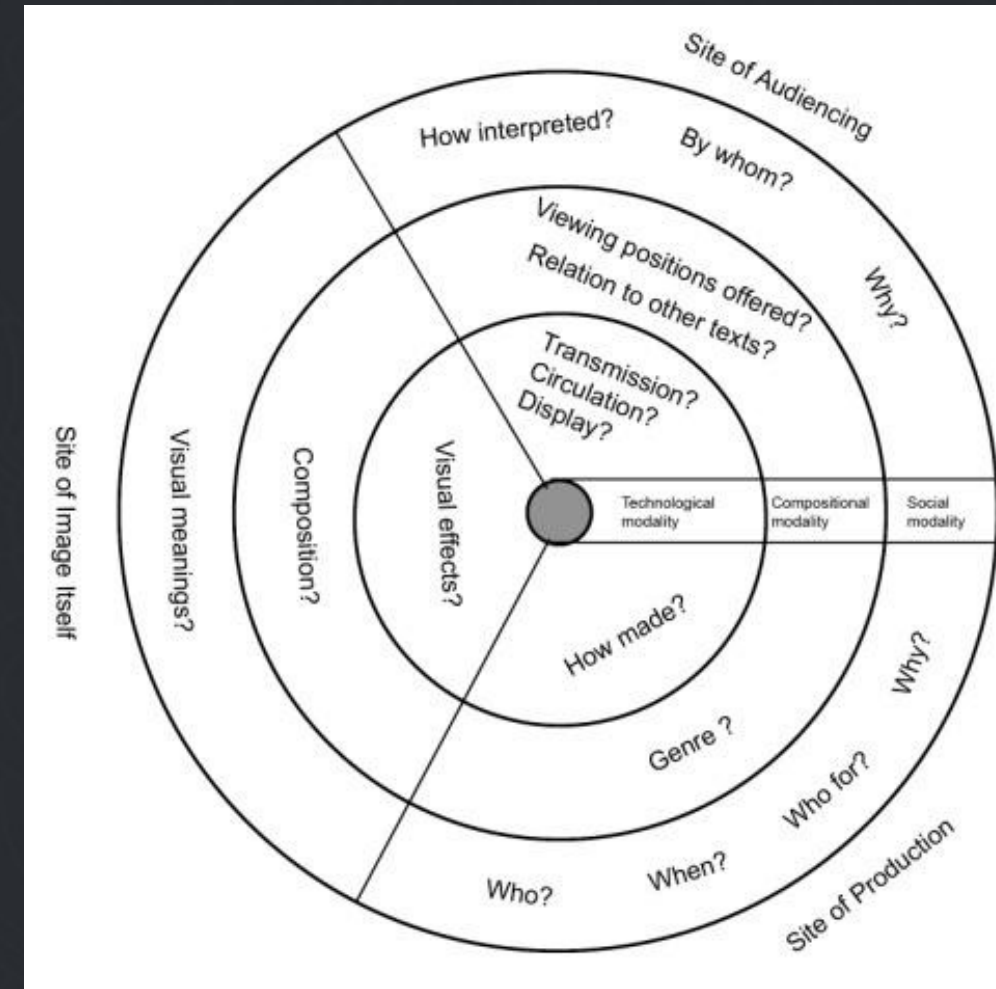 Site of Audiencing
How interpreted?
By whom?
Why?
Viewing positions offered?
Relation to other texts?
Transmission?
Circulation?
Display?
Technological
modality
Compositional
modality
Social
modality
Site of Image Itself
Visual meanings?
Composition?
Visual effects?
How made?
Genre ?
Why?
Who for?
When?
Who?
Site of Production